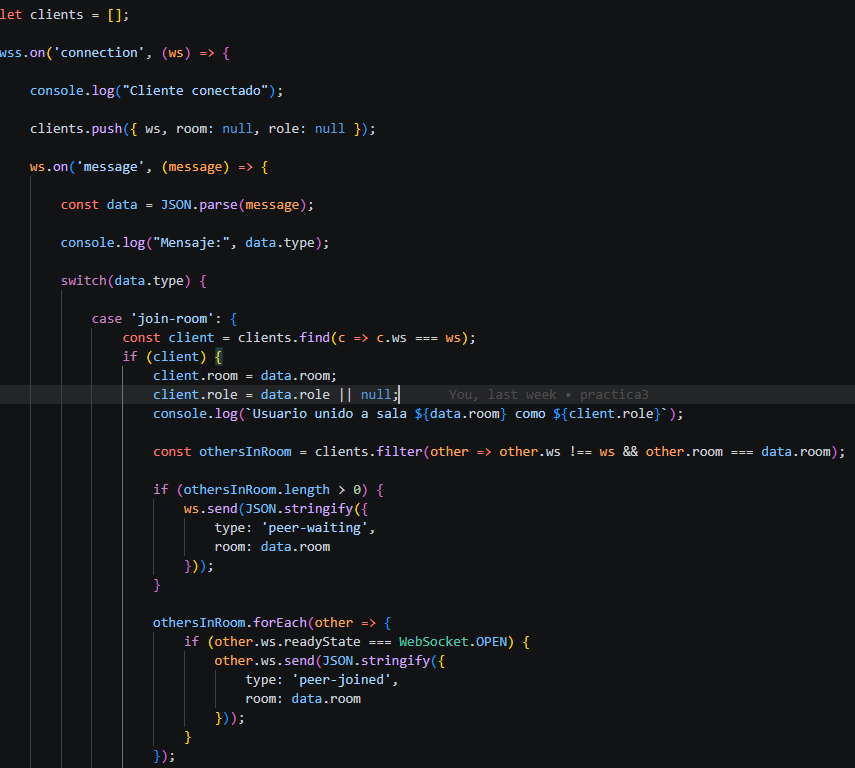 let clients = [];
wss.on('connection', (ws) => {
console.log("Cliente conectado");
clients.push({ ws, room: null, role: null });
ws.on('message', (message) => {
const data = JSON.parse(message);
console.log("Mensaje:", data.type);
switch(data.type) {
case 'join-room': {
const client = clients.find(c => c.ws === ws);
if (client) {
client.room = data.room;
client.role = data.role || null; You, last week • practica3
console.log(`Usuario unido a sala ${data.room} como ${client.role}`);
const othersInRoom = clients.filter(other => other.ws !== ws && other.room === data.room);
if (othersInRoom.length > 0) {
ws.send(JSON.stringify({
type: 'peer-waiting',
room: data.room
}));
}
othersInRoom.forEach(other => {
if (other.ws.readyState === WebSocket.OPEN) {
other.ws.send(JSON.stringify({
type: 'peer-joined',
room: data.room
}));
}
});